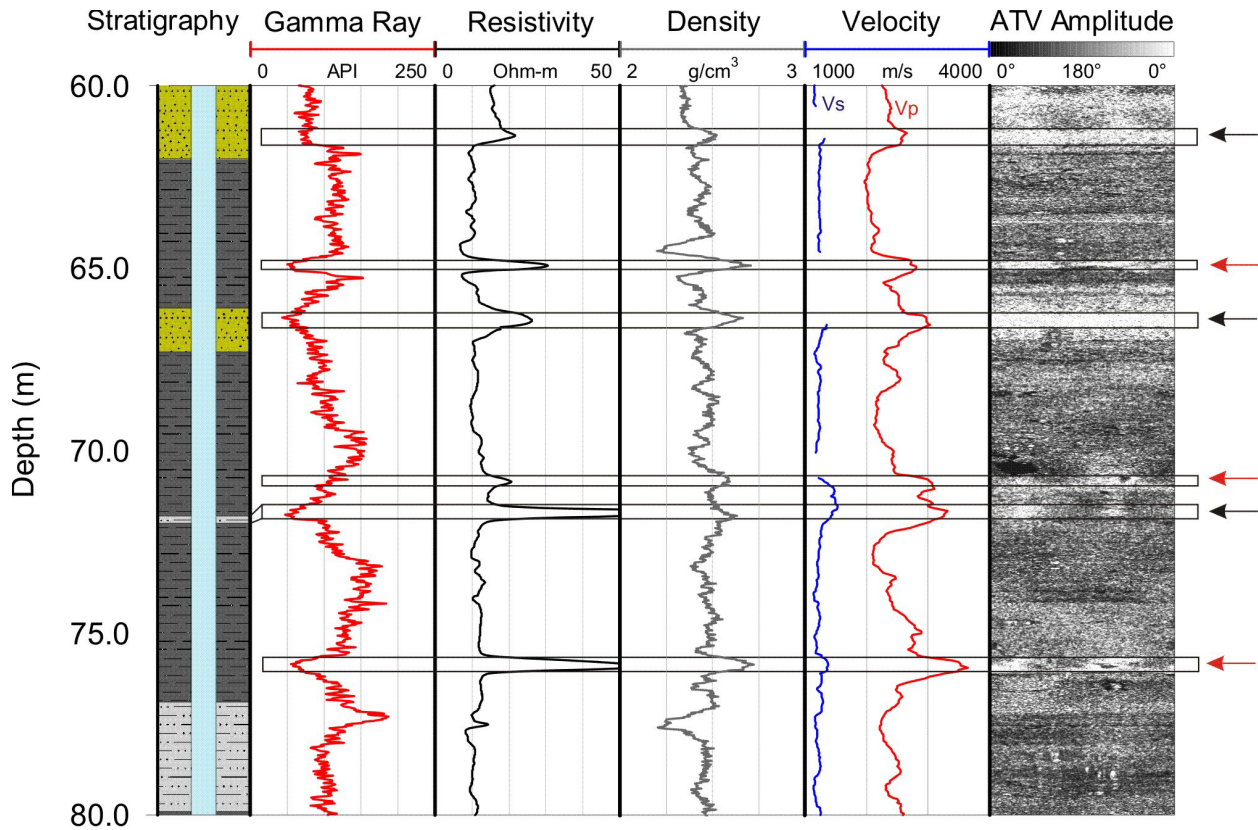 Stratigraphy Gamma Ray Resistivity Density Velocity ATV Amplitude
0 API 250 0 Ohm-m 50 2 g/cm³ 3 1000 m/s 4000 0° 180° 0°
60.0
Vs Vp
65.0
Depth (m)
70.0
75.0
80.0